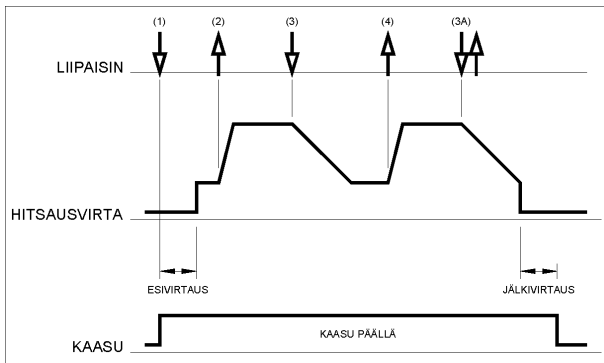 (1) (2) (3) (4) (3A)
LIIPAISIN
HITSAUSVIRTA
ESIVIRTAUS JÄLKIVIRTAUS
KAASU PÄÄLLÄ
KAASU